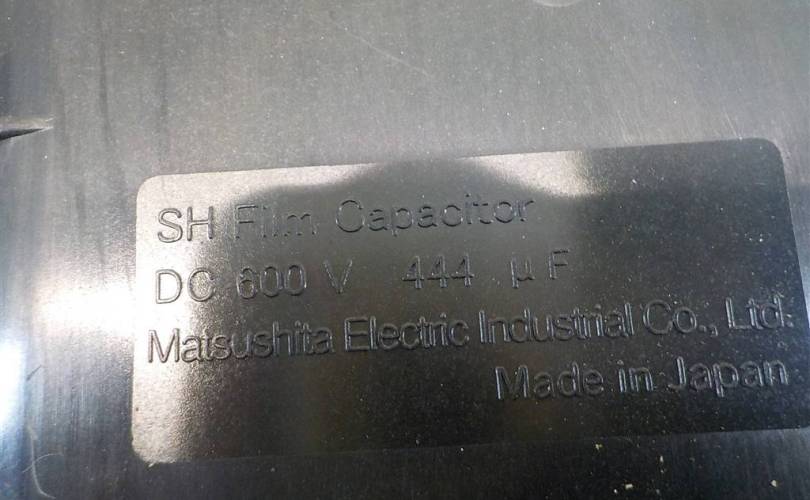 SH Film Capacitor
DC 600 V 444 μF
Matsushita Electric Industrial Co., Ltd.
Made in Japan